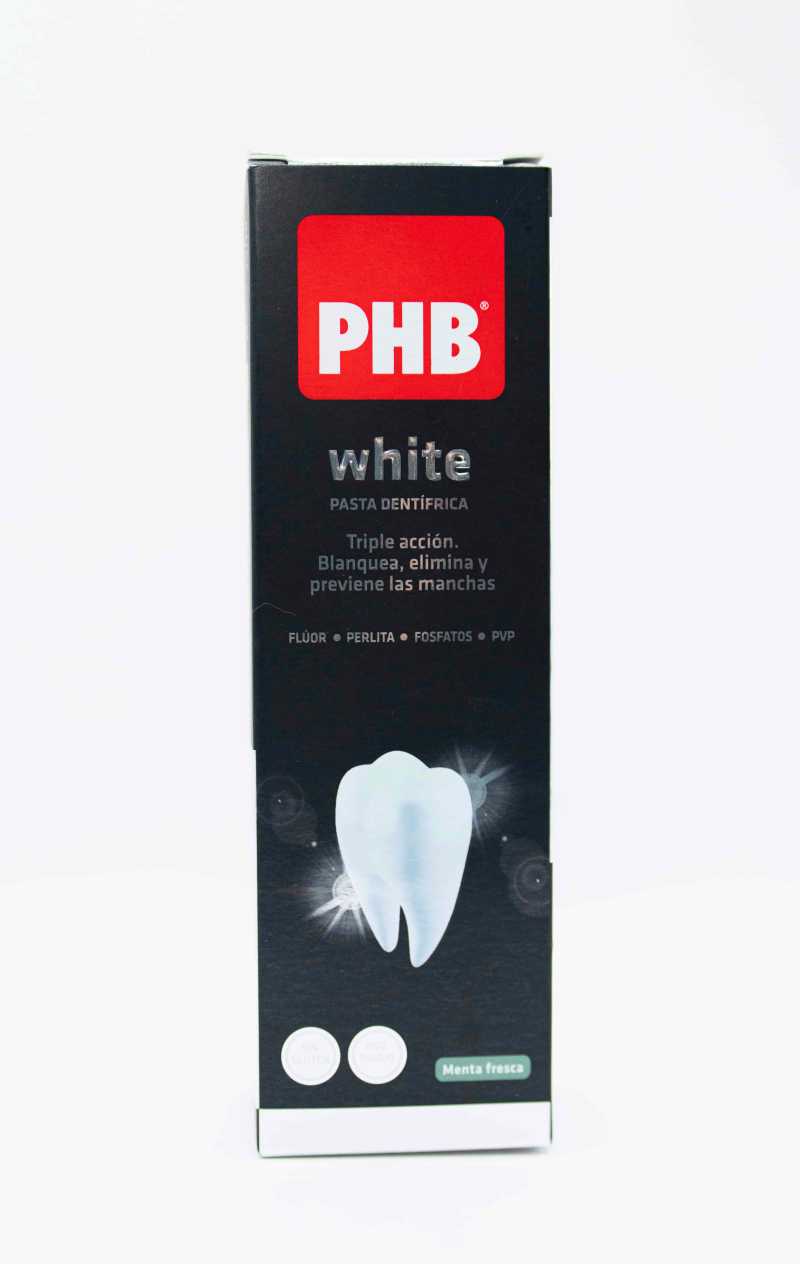 PHB®
white
PASTA DENTÍFRICA
Triple acción.
Blanquea, elimina y
previene las manchas
FLÚOR • PERLITA • FOSFATOS • PVP
Menta fresca